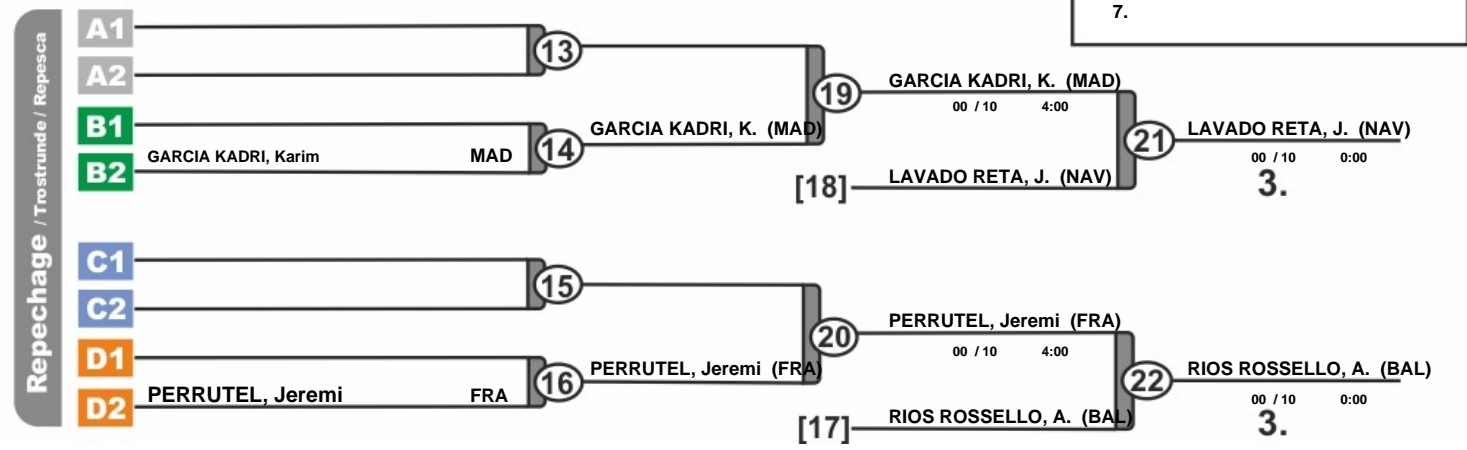 7.
Repechage / Trostrunde / Repesca
A1
13
A2
19
GARCIA KADRI, K. (MAD)
00 / 10 4:00
B1
14
GARCIA KADRI, K. (MAD)
B2
GARCIA KADRI, Karim MAD
21
LAVADO RETA, J. (NAV)
00 / 10 0:00
3.
[18]
LAVADO RETA, J. (NAV)
C1
15
C2
20
PERRUTEL, Jeremi (FRA)
00 / 10 4:00
D1
16
PERRUTEL, Jeremi (FRA)
D2
PERRUTEL, Jeremi FRA
22
RIOS ROSSELLO, A. (BAL)
00 / 10 0:00
3.
[17]
RIOS ROSSELLO, A. (BAL)